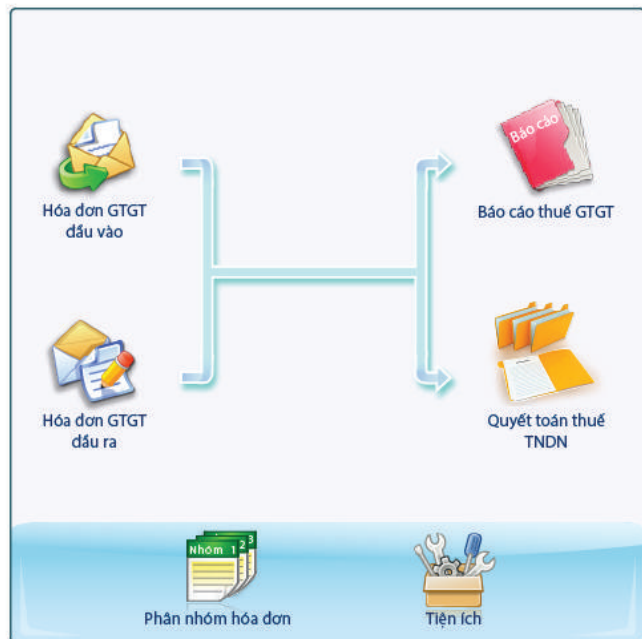 Báo cáo
Hóa đơn GTGT
đầu vào
Báo cáo thuế GTGT
Hóa đơn GTGT
đầu ra
Quyết toán thuế
TNDN
Nhóm 1 2 3
Phân nhóm hóa đơn
Tiện ích